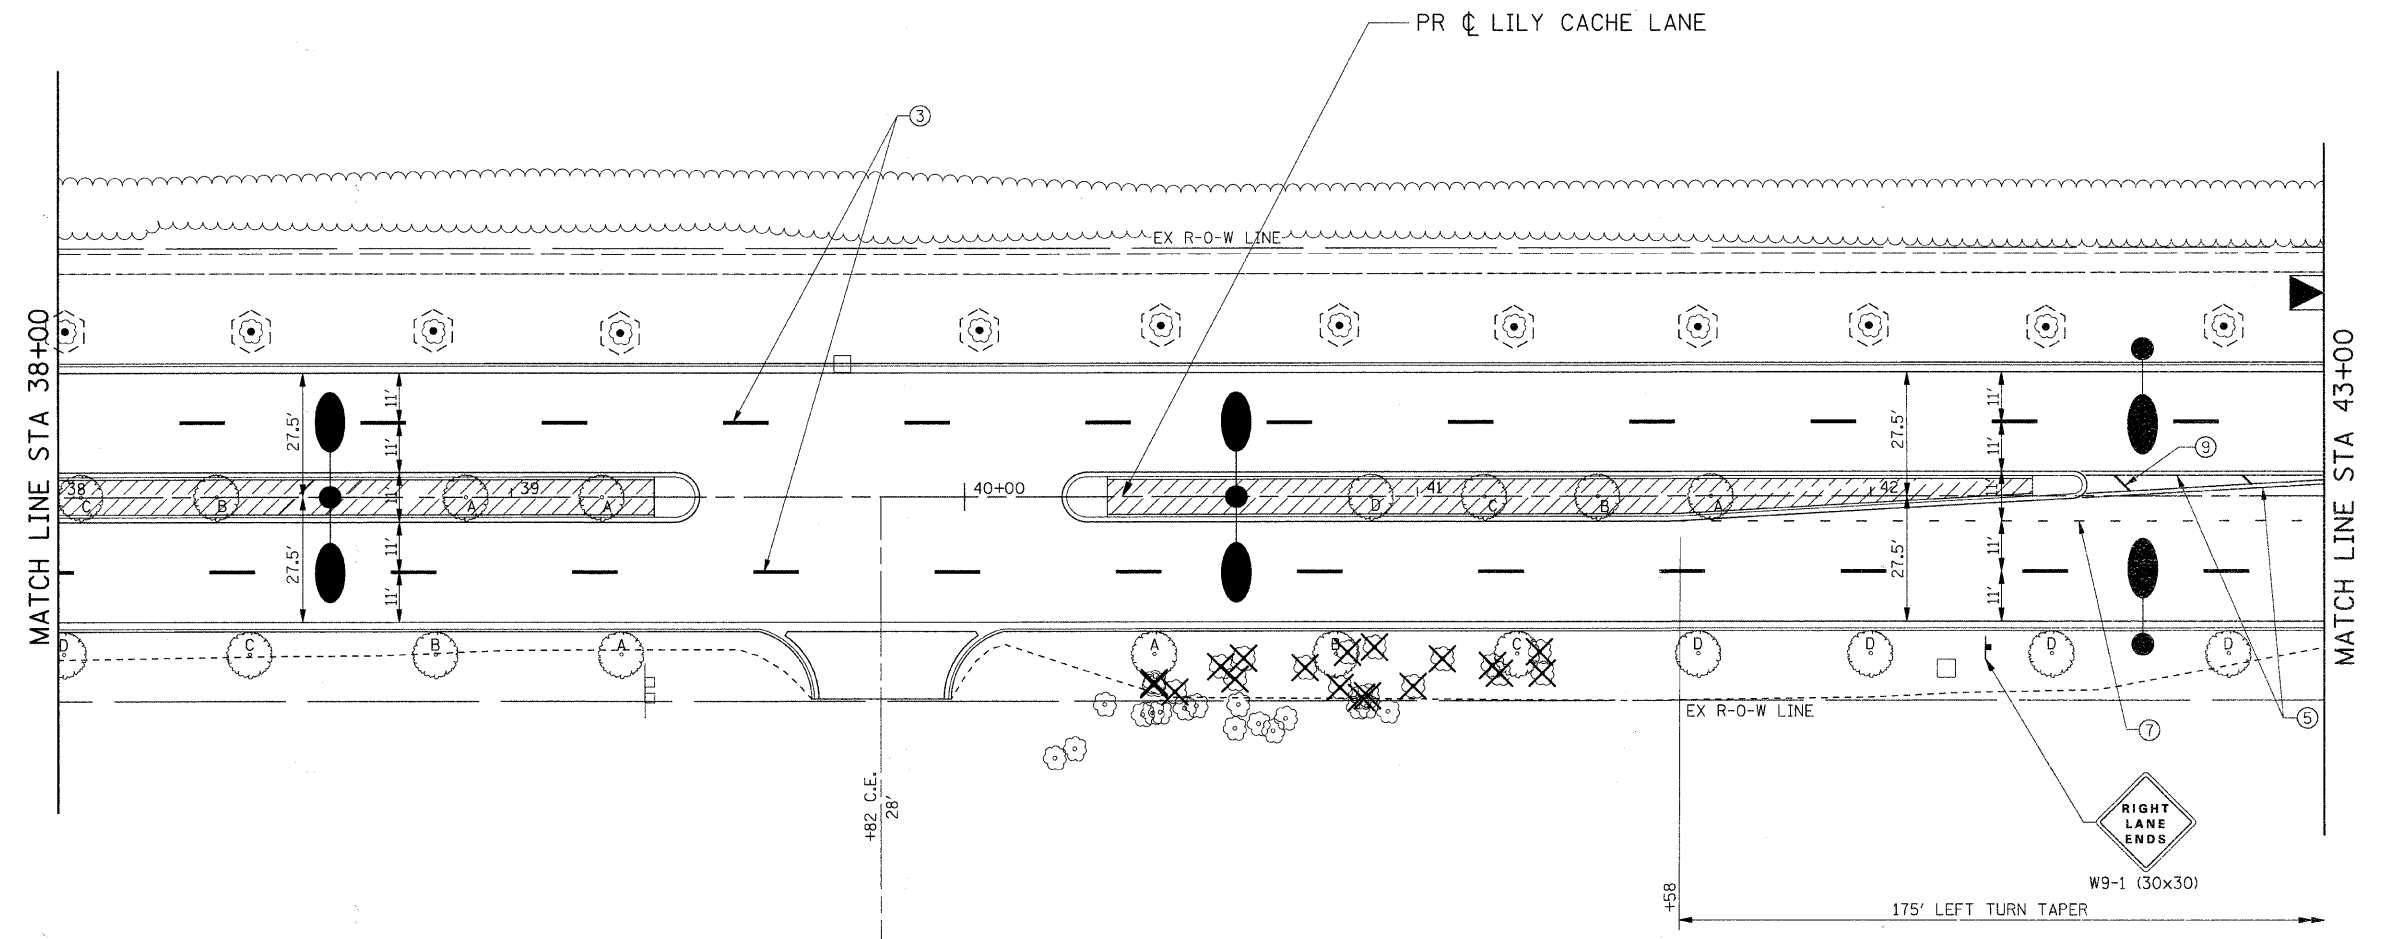 PR ℄ LILY CACHE LANE
3
EX R-O-W LINE
MATCH LINE STA 38+00
MATCH LINE STA 43+00
27.5'
11'
11'
27.5'
11'
11'
9
38
C
B
11'
A
39
A
40+00
D
41
C
B
A
42
11'
27.5'
11'
11'
27.5'
11'
11'
D
C
B
A
A
B
C
D
D
D
D
EX R-O-W LINE
7
5
+82 C.E.
28'
RIGHT
LANE
ENDS
W9-1 (30x30)
+58
175' LEFT TURN TAPER